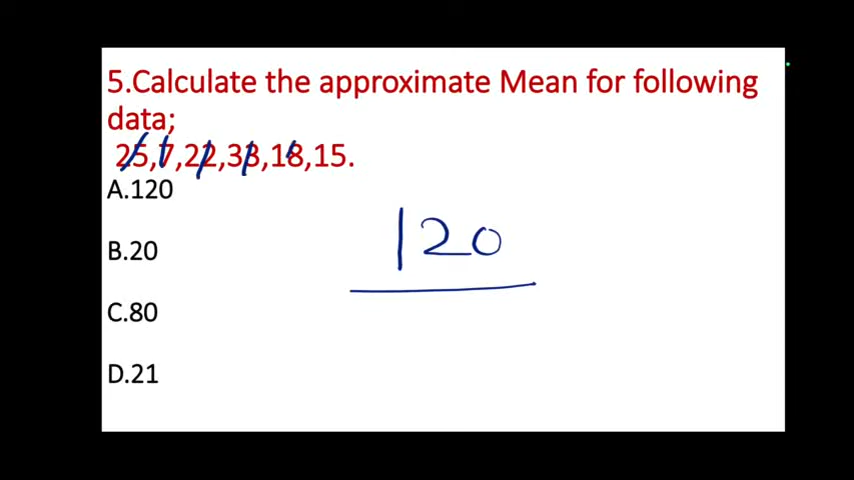 5.Calculate the approximate Mean for following
data;
25,7,22,33,18,15.
A.120
120
B.20
C.80
D.21